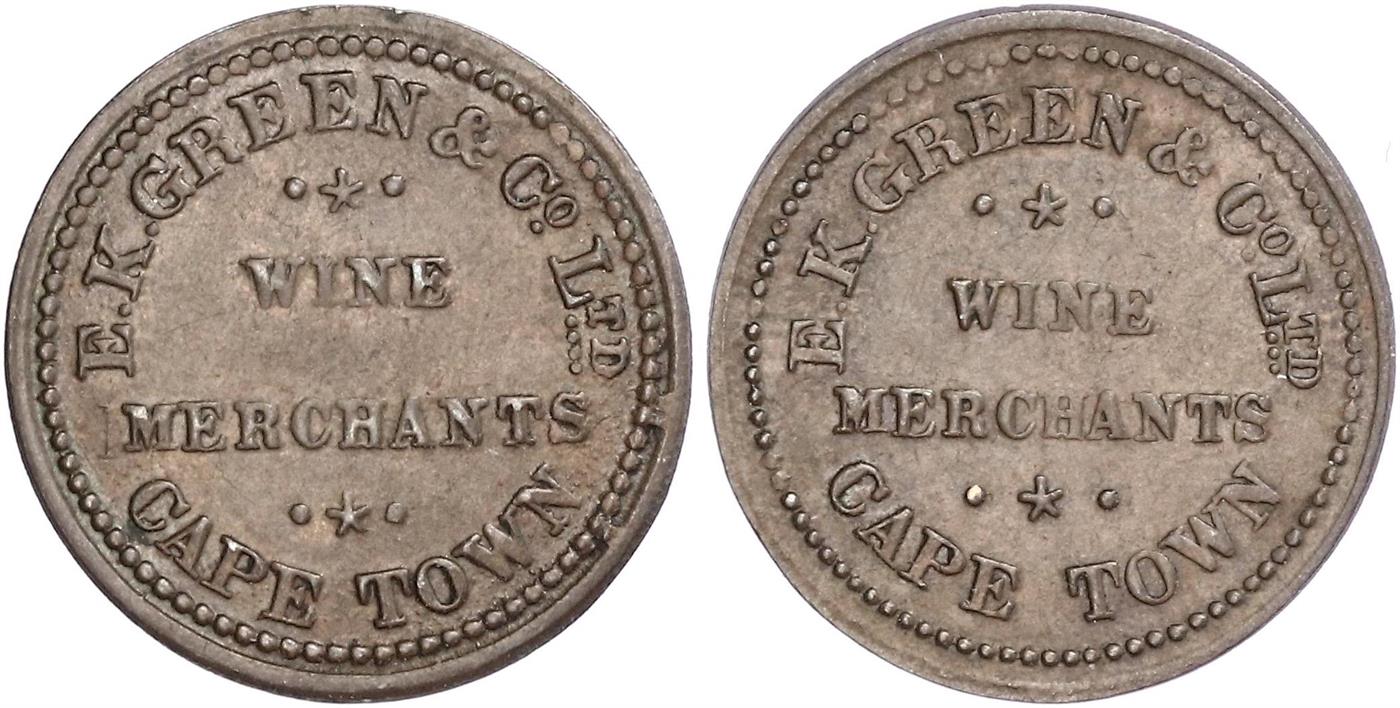 E.K.GREEN & Co. LTD
WINE
MERCHANTS
CAPE TOWN
E.K.GREEN & Co. LTD
WINE
MERCHANTS
CAPE TOWN